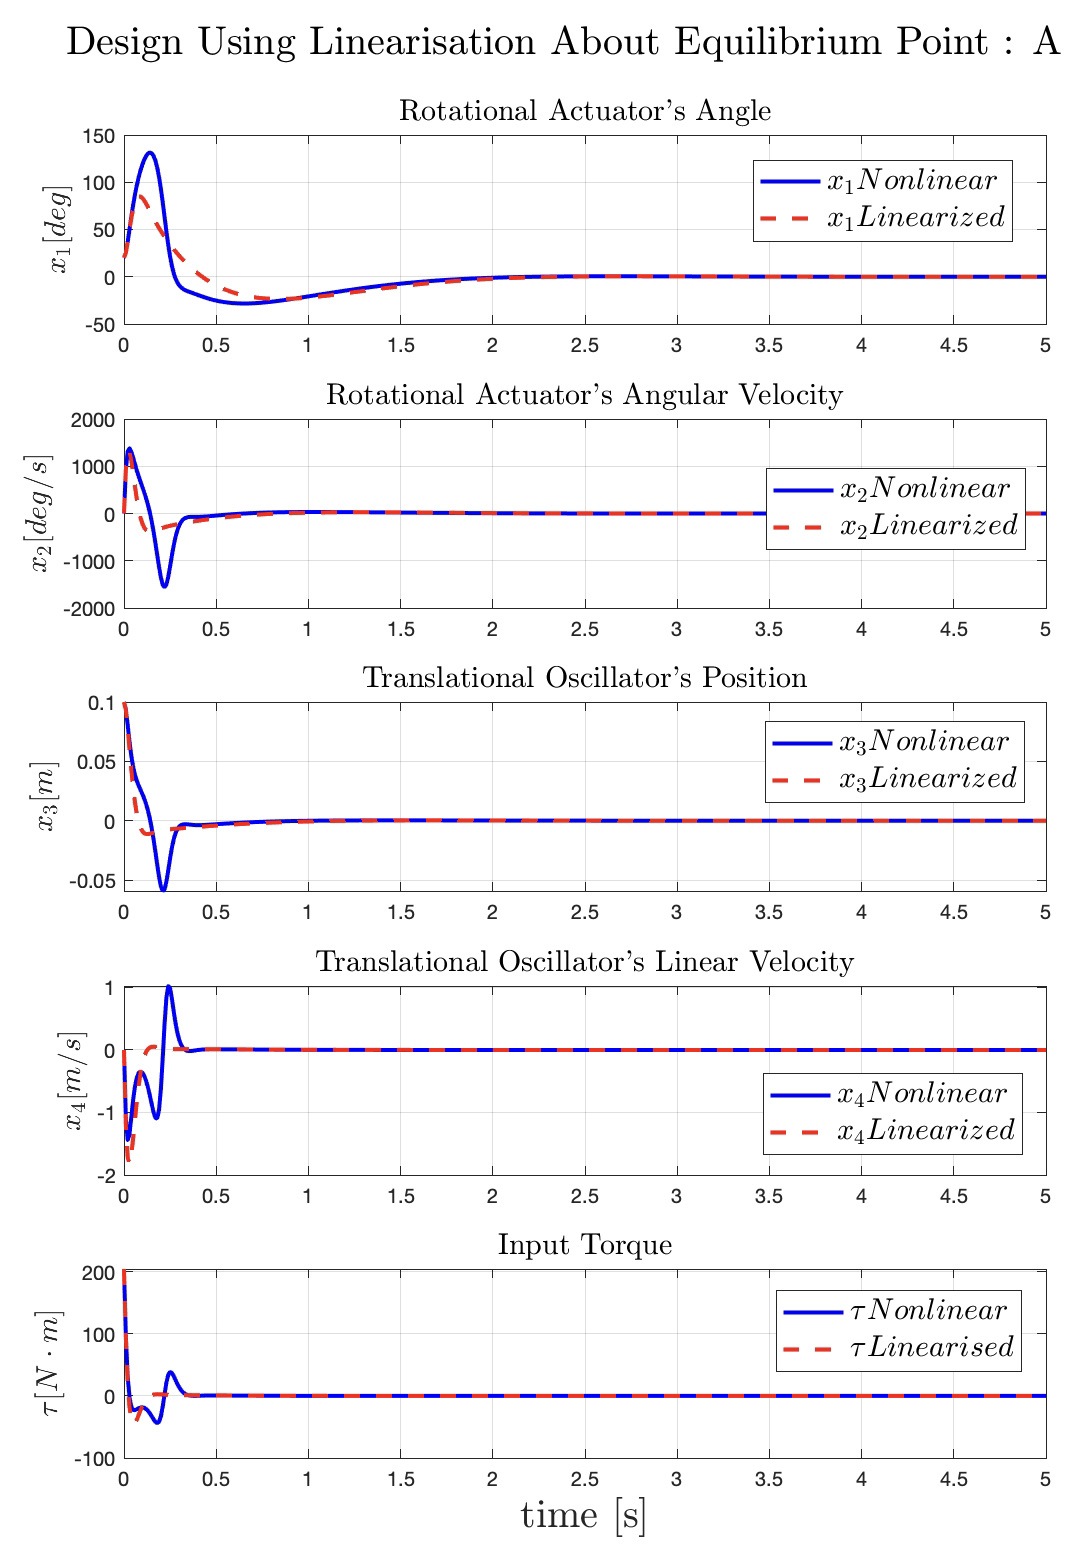 Design Using Linearisation About Equilibrium Point : A
Rotational Actuator's Angle
150
100
50
0
-50
x₁[deg]
x₁Nonlinear
x₁Linearized
0 0.5 1 1.5 2 2.5 3 3.5 4 4.5 5
Rotational Actuator's Angular Velocity
2000
1000
0
-1000
-2000
x₂[deg/s]
x₂Nonlinear
x₂Linearized
0 0.5 1 1.5 2 2.5 3 3.5 4 4.5 5
Translational Oscillator's Position
0.1
0.05
0
-0.05
x₃[m]
x₃Nonlinear
x₃Linearized
0 0.5 1 1.5 2 2.5 3 3.5 4 4.5 5
Translational Oscillator's Linear Velocity
1
0
-1
-2
x₄[m/s]
x₄Nonlinear
x₄Linearized
0 0.5 1 1.5 2 2.5 3 3.5 4 4.5 5
Input Torque
200
100
0
-100
τ[N · m]
τNonlinear
τLinearised
0 0.5 1 1.5 2 2.5 3 3.5 4 4.5 5
time [s]